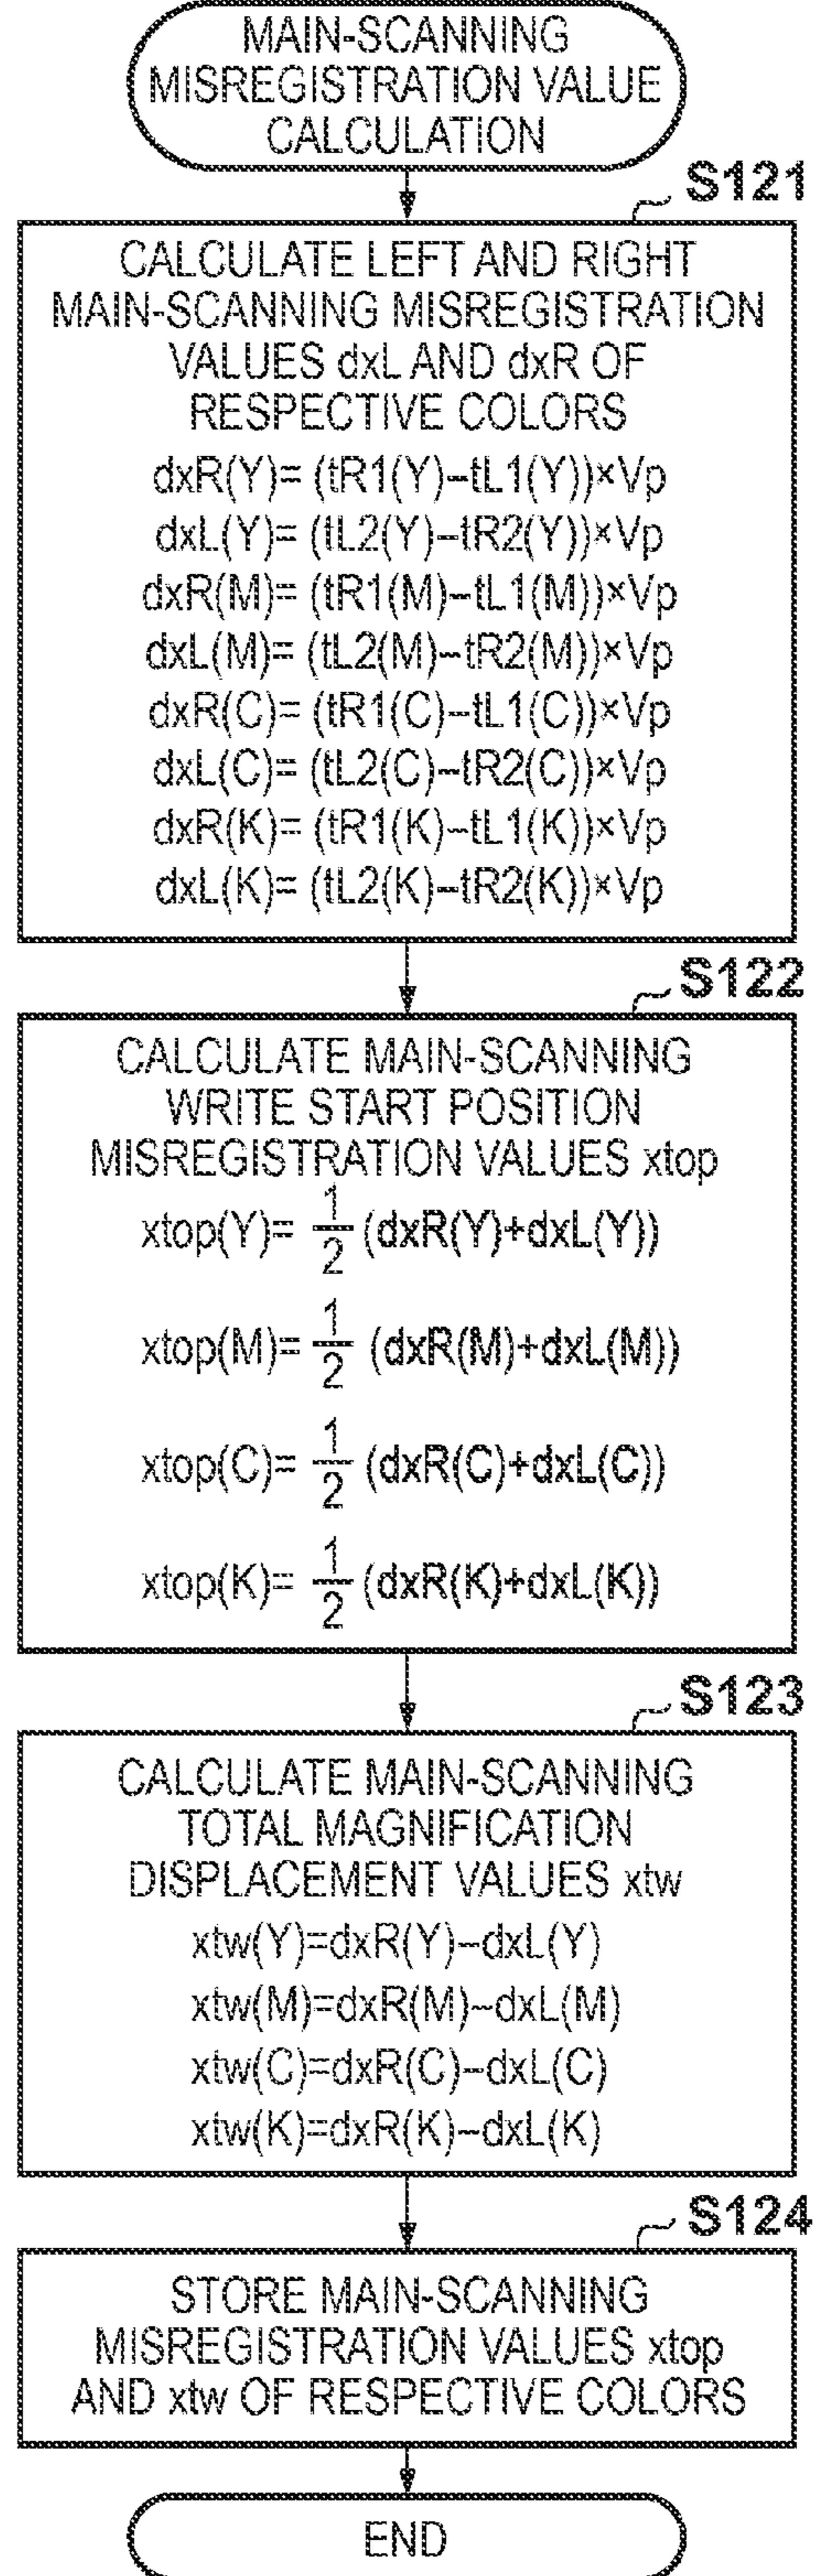 MAIN-SCANNING
MISREGISTRATION VALUE
CALCULATION
S121
CALCULATE LEFT AND RIGHT
MAIN-SCANNING MISREGISTRATION
VALUES dxL AND dxR OF
RESPECTIVE COLORS
dxR(Y)= (tR1(Y)–tL1(Y))×Vp
dxL(Y)= (tL2(Y)–tR2(Y))×Vp
dxR(M)= (tR1(M)–tL1(M))×Vp
dxL(M)= (tL2(M)–tR2(M))×Vp
dxR(C)= (tR1(C)–tL1(C))×Vp
dxL(C)= (tL2(C)–tR2(C))×Vp
dxR(K)= (tR1(K)–tL1(K))×Vp
dxL(K)= (tL2(K)–tR2(K))×Vp
S122
CALCULATE MAIN-SCANNING
WRITE START POSITION
MISREGISTRATION VALUES xtop
xtop(Y)= 1/2 (dxR(Y)+dxL(Y))
xtop(M)= 1/2 (dxR(M)+dxL(M))
xtop(C)= 1/2 (dxR(C)+dxL(C))
xtop(K)= 1/2 (dxR(K)+dxL(K))
S123
CALCULATE MAIN-SCANNING
TOTAL MAGNIFICATION
DISPLACEMENT VALUES xtw
xtw(Y)=dxR(Y)–dxL(Y)
xtw(M)=dxR(M)–dxL(M)
xtw(C)=dxR(C)–dxL(C)
xtw(K)=dxR(K)–dxL(K)
S124
STORE MAIN-SCANNING
MISREGISTRATION VALUES xtop
AND xtw OF RESPECTIVE COLORS
END